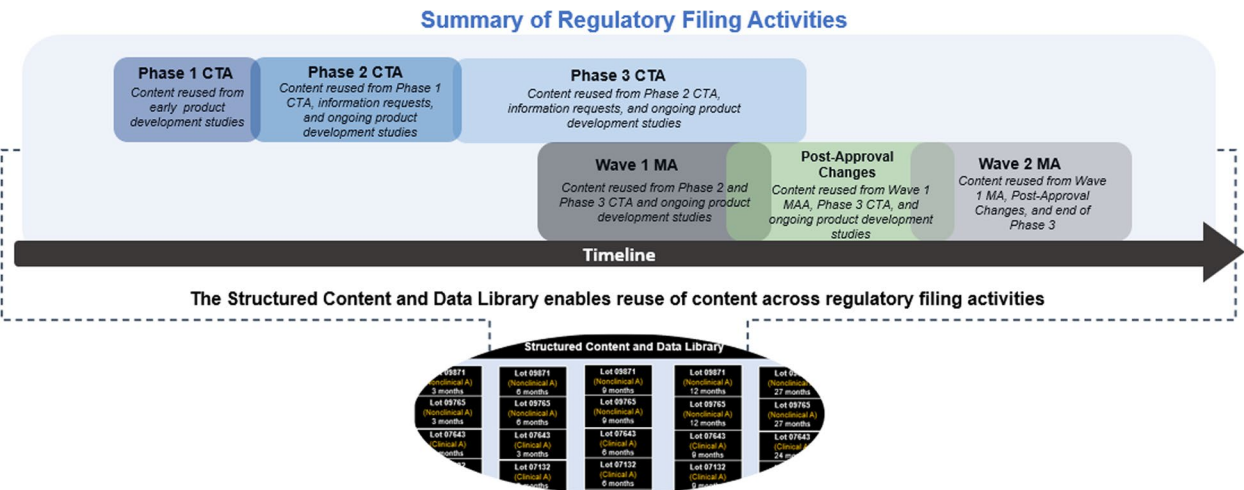 Summary of Regulatory Filing Activities
Phase 1 CTA
Content reused from
early product
development studies
Phase 2 CTA
Content reused from Phase 1
CTA, information requests,
and ongoing product
development studies
Phase 3 CTA
Content reused from Phase 2 CTA,
information requests, and ongoing product
development studies
Wave 1 MA
Content reused from Phase 2 and
Phase 3 CTA and ongoing product
development studies
Post-Approval
Changes
Content reused from Wave 1
MAA, Phase 3 CTA, and
ongoing product development
studies
Wave 2 MA
Content reused from Wave
1 MA, Post-Approval
Changes, and end of
Phase 3
Timeline
The Structured Content and Data Library enables reuse of content across regulatory filing activities
Structured Content and Data Library
3 months
Lot 09871
(Nonclinical A)
6 months
Lot 09871
(Nonclinical A)
9 months
Lot 09871
(Nonclinical A)
12 months
27 months
Lot 09765
(Nonclinical A)
3 months
Lot 09765
(Nonclinical A)
6 months
Lot 09765
(Nonclinical A)
9 months
Lot 09765
(Nonclinical A)
12 months
Lot 09765
(Nonclinical A)
27 months
Lot 07643
(Clinical A)
months
Lot 07643
(Clinical A)
3 months
Lot 07643
(Clinical A)
6 months
Lot 07643
(Clinical A)
9 months
Lot 07643
(Clinical A)
24
Lot 07132
(Clinical A)
months
Lot 07132
(Clinical A)
6 months
Lot 07132
(Clinical A)